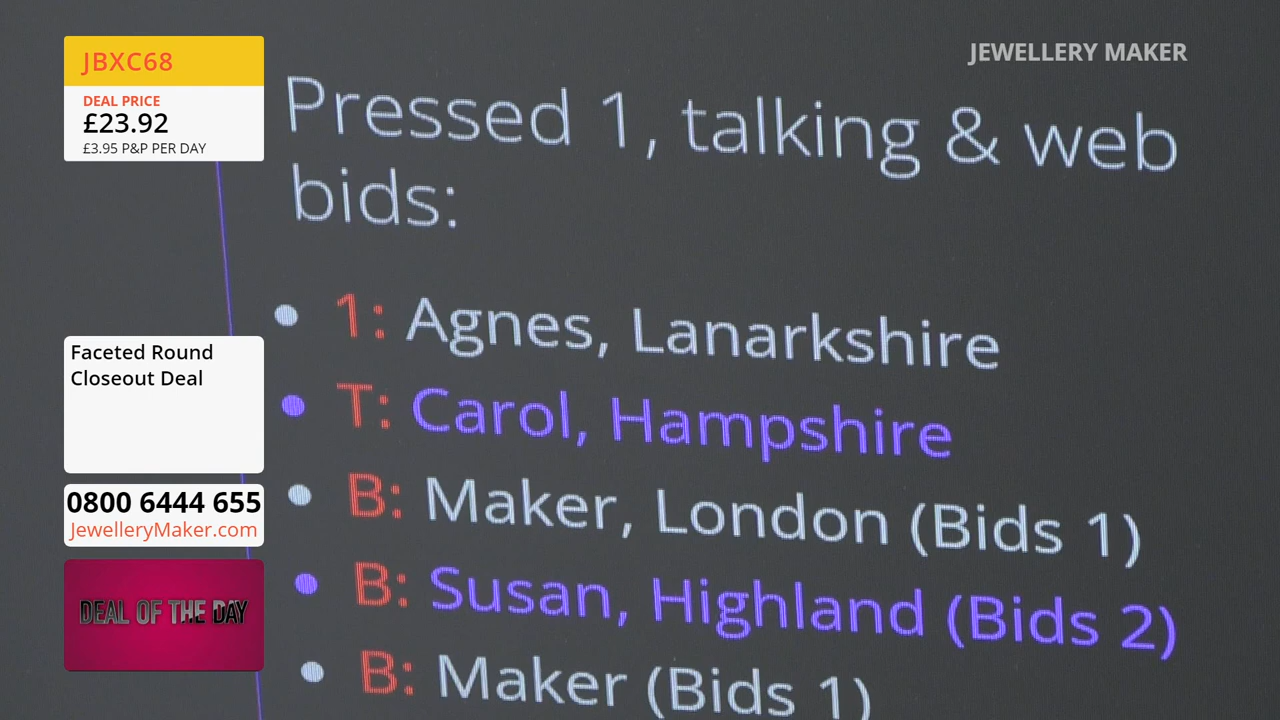 JBXC68
DEAL PRICE
£23.92
£3.95 P&P PER DAY
Faceted Round
Closeout Deal
0800 6444 655
JewelleryMaker.com
DEAL OF THE DAY
JEWELLERY MAKER
Pressed 1, talking & web
bids:
• 1: Agnes, Lanarkshire
• T: Carol, Hampshire
• B: Maker, London (Bids 1)
• B: Susan, Highland (Bids 2)
• B: Maker (Bids 1)